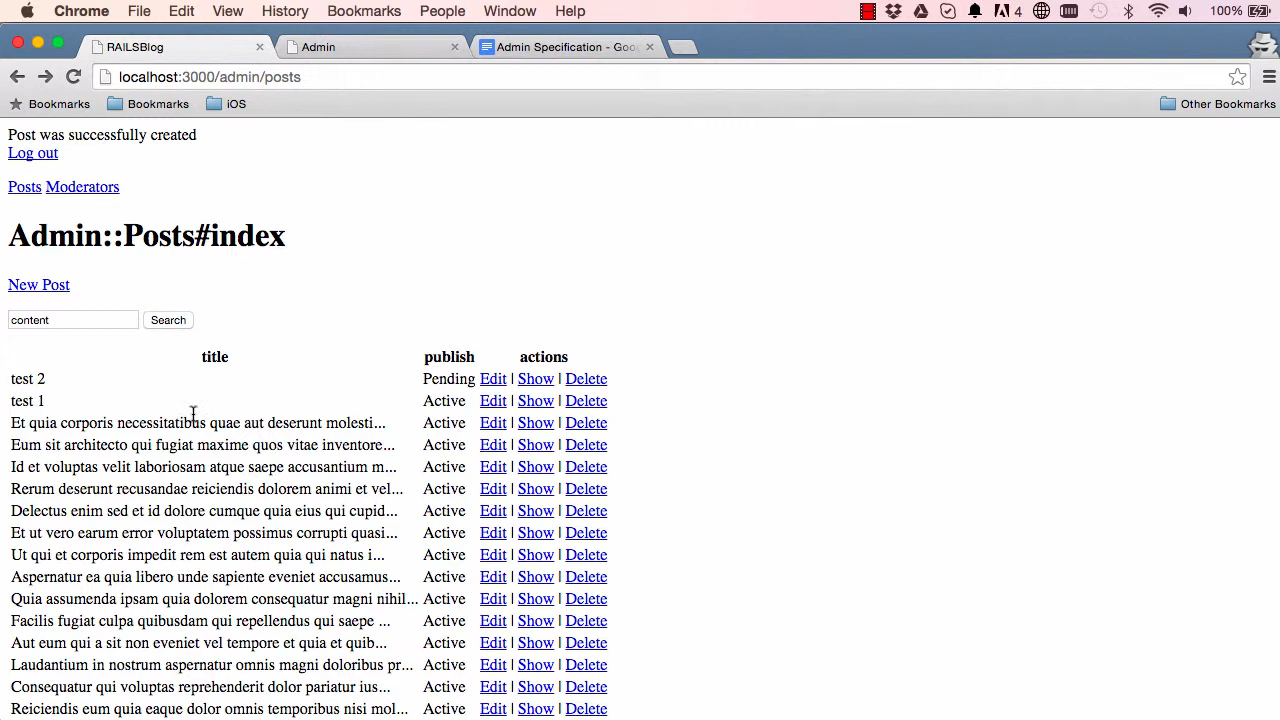 Chrome File Edit View History Bookmarks People Window Help 4 100%
RAILSBlog Admin Admin Specification - Goo
localhost:3000/admin/posts
Bookmarks Bookmarks iOS Other Bookmarks
Post was successfully created
Log out
Posts Moderators
Admin::Posts#index
New Post
content Search
title publish actions
test 2 Pending Edit | Show | Delete
test 1 Active Edit | Show | Delete
Et quia corporis necessitatibus quae aut deserunt molesti... Active Edit | Show | Delete
Eum sit architecto qui fugiat maxime quos vitae inventore... Active Edit | Show | Delete
Id et voluptas velit laboriosam atque saepe accusantium m... Active Edit | Show | Delete
Rerum deserunt recusandae reiciendis dolorem animi et vel... Active Edit | Show | Delete
Delectus enim sed et id dolore cumque quia eius qui cupid... Active Edit | Show | Delete
Et ut vero earum error voluptatem possimus corrupti quasi... Active Edit | Show | Delete
Ut qui et corporis impedit rem est autem quia qui natus i... Active Edit | Show | Delete
Aspernatur ea quia libero unde sapiente eveniet accusamus... Active Edit | Show | Delete
Quia assumenda ipsam quia dolorem consequatur magni nihil... Active Edit | Show | Delete
Facilis fugiat culpa quibusdam qui repellendus qui saepe ... Active Edit | Show | Delete
Aut eum qui a sit non eveniet vel tempore et quia et quib... Active Edit | Show | Delete
Laudantium in nostrum aspernatur omnis magni doloribus pr... Active Edit | Show | Delete
Consequatur qui voluptas reprehenderit dolor pariatur ius... Active Edit | Show | Delete
Reiciendis eum quia eaque dolor omnis temporibus nisi mol... Active Edit | Show | Delete